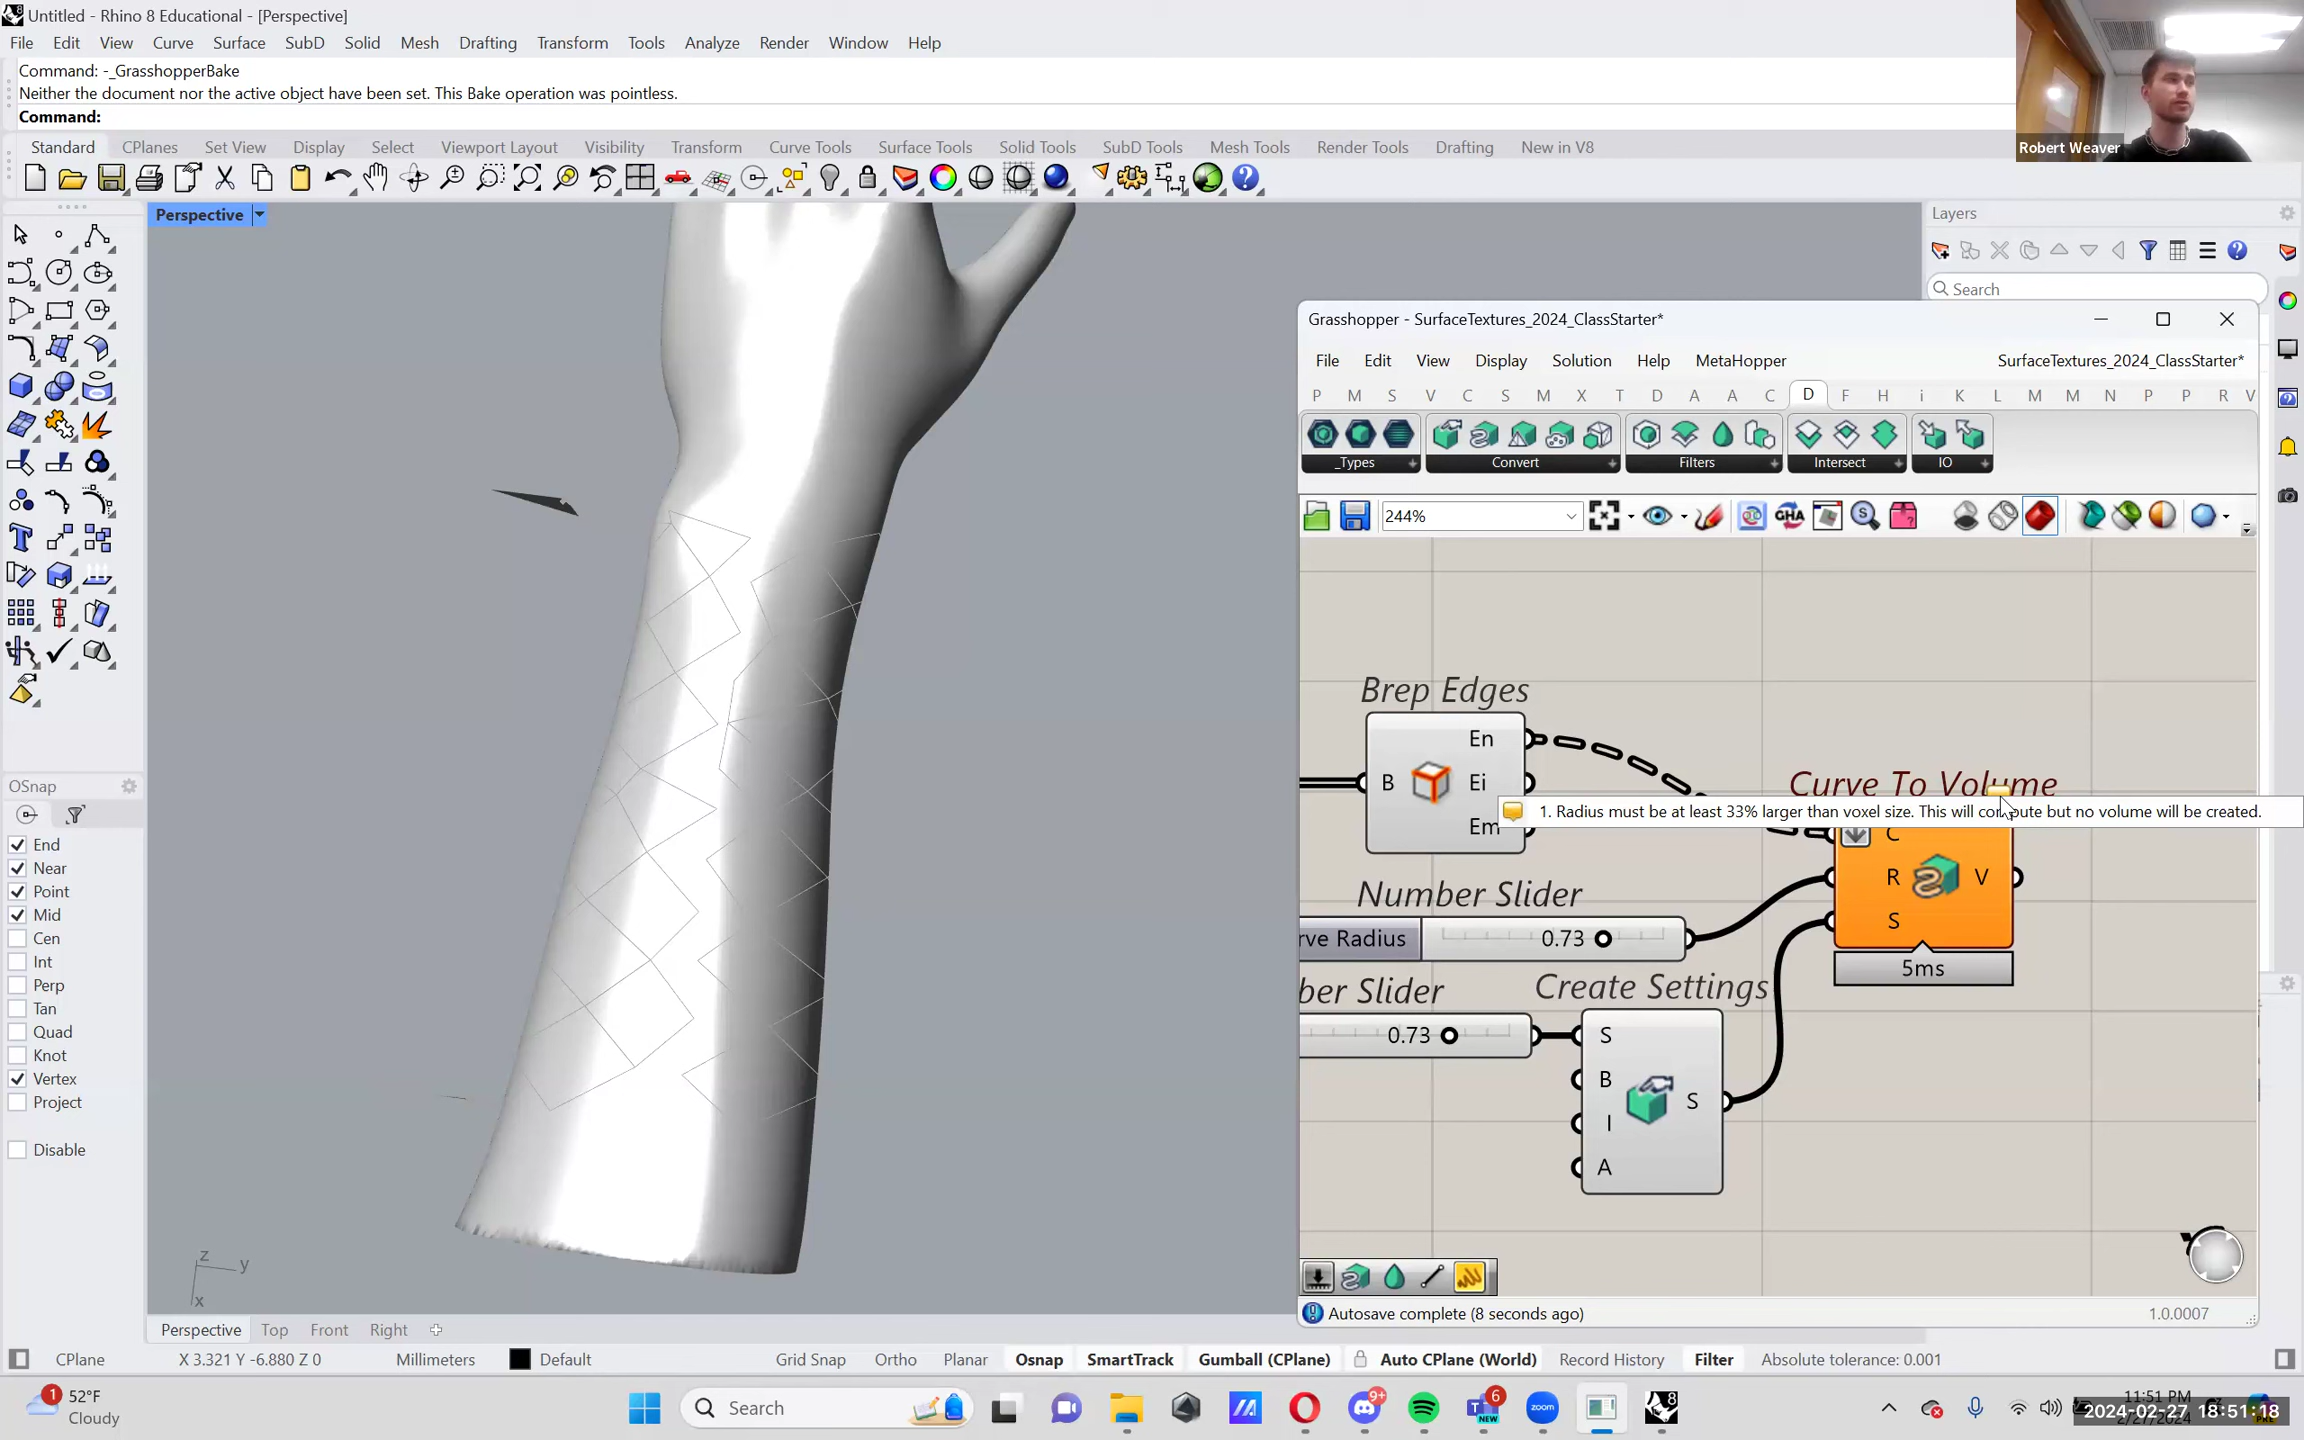 Untitled - Rhino 8 Educational - [Perspective]
File Edit View Curve Surface SubD Solid Mesh Drafting Transform Tools Analyze Render Window Help
Command: -_GrasshopperBake
Neither the document nor the active object have been set. This Bake operation was pointless.
Command:
Robert Weaver
Standard CPlanes Set View Display Select Viewport Layout Visibility Transform Curve Tools Surface Tools Solid Tools SubD Tools Mesh Tools Render Tools Drafting New in V8
Perspective
Layers
Search
Grasshopper - SurfaceTextures_2024_ClassStarter*
File Edit View Display Solution Help MetaHopper SurfaceTextures_2024_ClassStarter*
P M S V C S M X T D A A C D F H i K L M M N P P R V
_Types Convert Filters Intersect IO
244%
GHA
Brep Edges
B En Ei Em
Curve To Volume
1. Radius must be at least 33% larger than voxel size. This will compute but no volume will be created.
C
R V
S
5ms
Number Slider
rve Radius 0.73
ber Slider
0.73
Create Settings
S
B
I
A
S
OSnap
End
Near
Point
Mid
Cen
Int
Perp
Tan
Quad
Knot
Vertex
Project
Disable
z
y
x
Autosave complete (8 seconds ago) 1.0.0007
Perspective Top Front Right
CPlane X 3.321 Y -6.880 Z 0 Millimeters Default Grid Snap Ortho Planar Osnap SmartTrack Gumball (CPlane) Auto CPlane (World) Record History Filter Absolute tolerance: 0.001
1
52°F
Cloudy
Search
9+
6
NEW
zoom
11:51 PM
2024-02-27 18:51:18